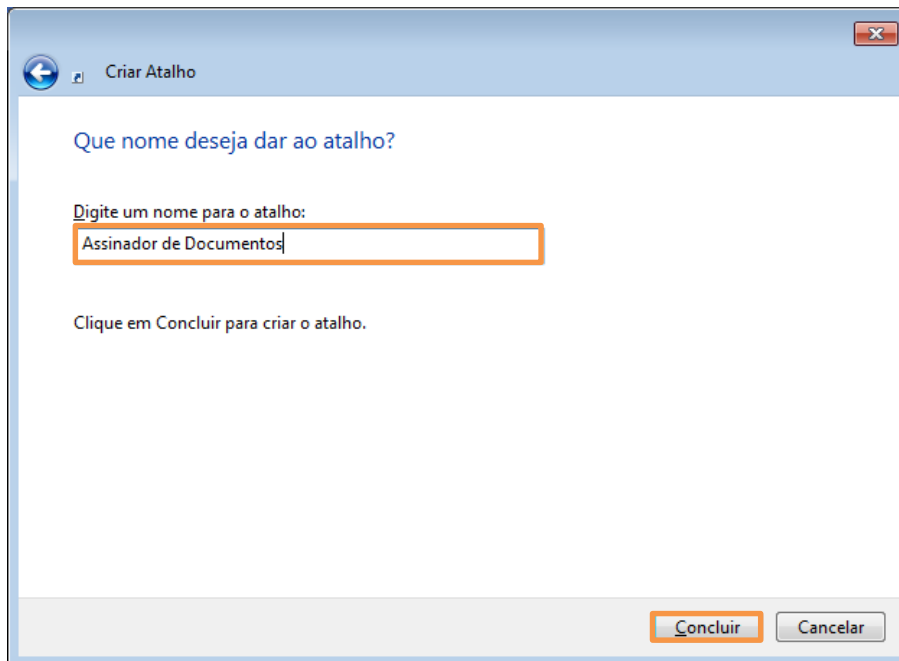 Criar Atalho
Que nome deseja dar ao atalho?
Digite um nome para o atalho:
Assinador de Documentos
Clique em Concluir para criar o atalho.
Concluir Cancelar